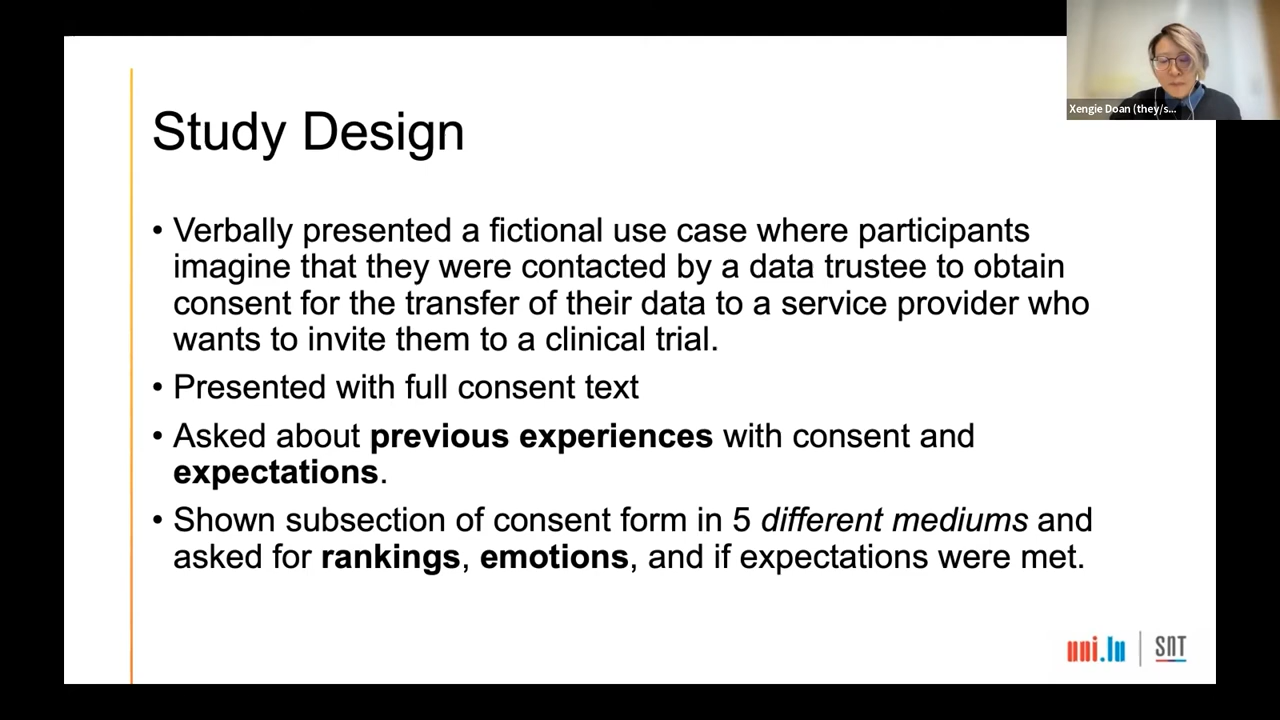 Xengie Doan (they/s...
Study Design
• Verbally presented a fictional use case where participants
imagine that they were contacted by a data trustee to obtain
consent for the transfer of their data to a service provider who
wants to invite them to a clinical trial.
• Presented with full consent text
• Asked about previous experiences with consent and
expectations.
• Shown subsection of consent form in 5 different mediums and
asked for rankings, emotions, and if expectations were met.
uni.lu | SNT